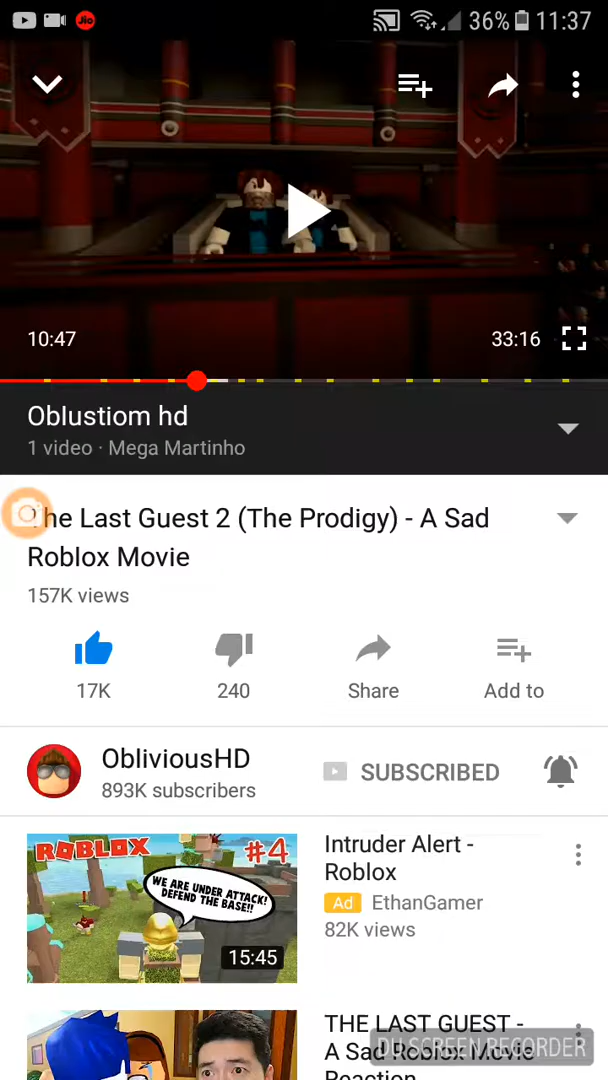 Jio 36% 11:37
10:47 33:16
Oblustiom hd
1 video · Mega Martinho
The Last Guest 2 (The Prodigy) - A Sad
Roblox Movie
157K views
17K 240 Share Add to
ObliviousHD
893K subscribers
SUBSCRIBED
ROBLOX #4
WE ARE UNDER ATTACK!
DEFEND THE BASE!!
15:45
Intruder Alert -
Roblox
Ad EthanGamer
82K views
THE LAST GUEST -
A Sad Roblox Movie
Reaction
DU SCREEN RECORDER